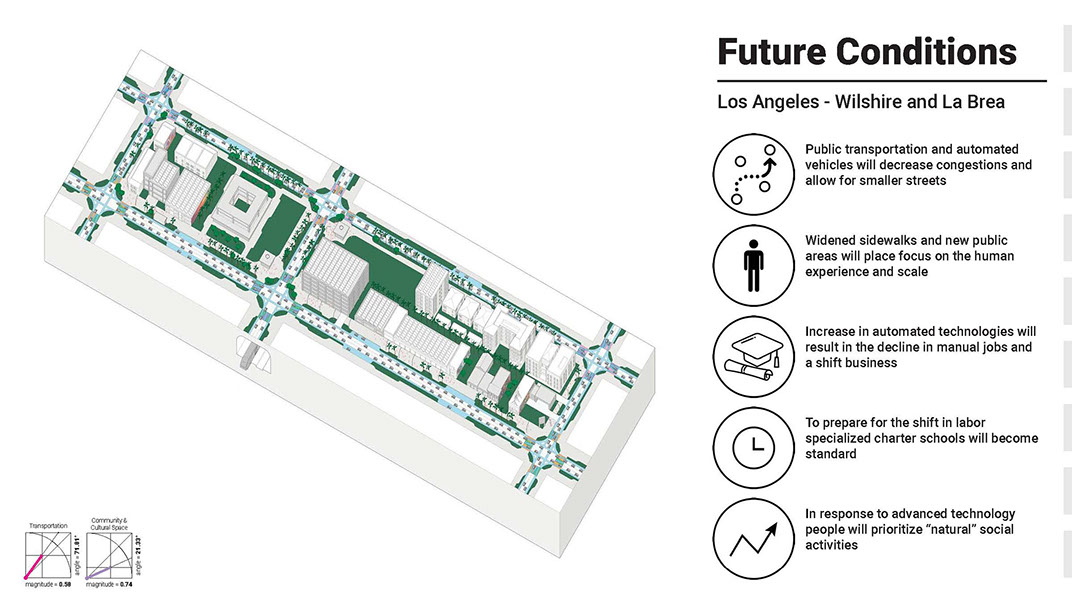 Future Conditions
Los Angeles - Wilshire and La Brea
Public transportation and automated
vehicles will decrease congestions and
allow for smaller streets
Widened sidewalks and new public
areas will place focus on the human
experience and scale
Increase in automated technologies will
result in the decline in manual jobs and
a shift business
To prepare for the shift in labor
specialized charter schools will become
standard
In response to advanced technology
people will prioritize “natural” social
activities
Transportation
angle = 71.81°
magnitude = 0.58
Community &
Cultural Space
angle = 21.33°
magnitude = 0.74